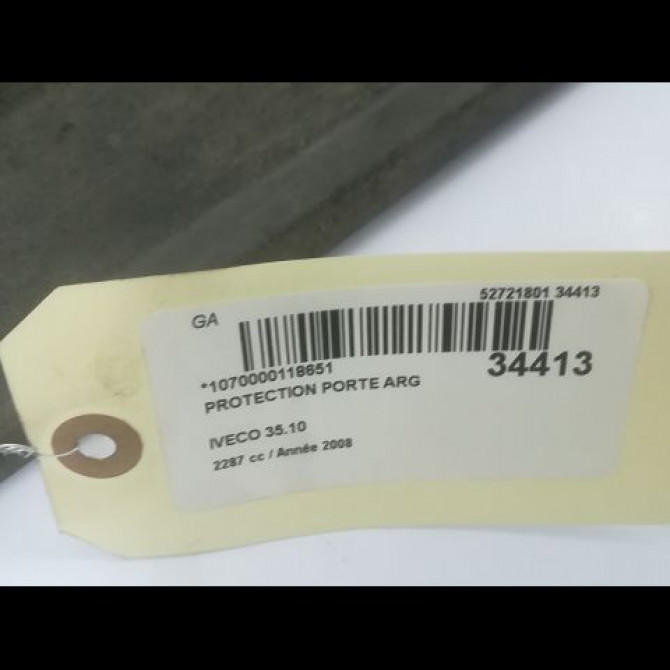 GA
52721801 34413
*1070000118651
34413
PROTECTION PORTE ARG
IVECO 35.10
2287 cc / Année 2008